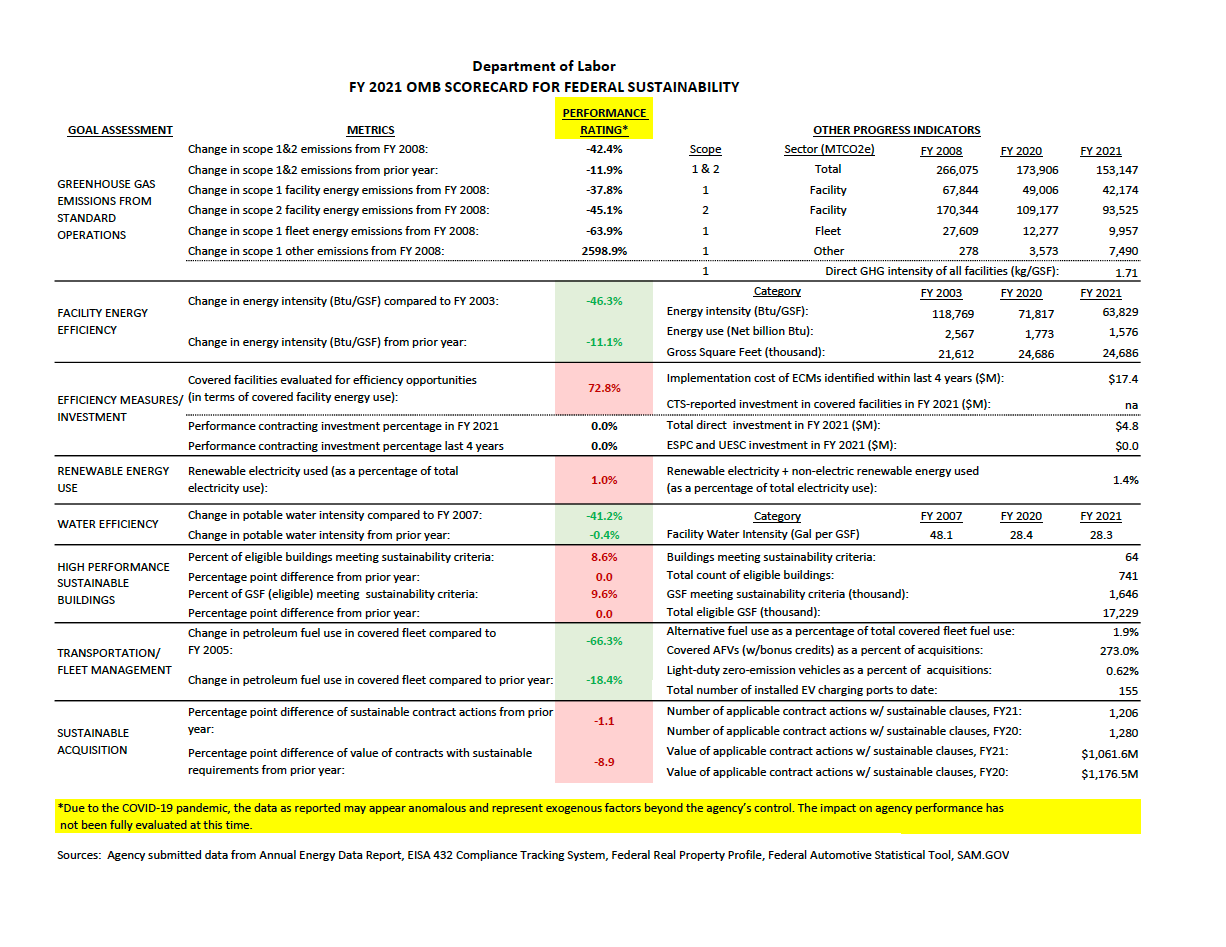 Department of Labor
FY 2021 OMB SCORECARD FOR FEDERAL SUSTAINABILITY
GOAL ASSESSMENT METRICS PERFORMANCE RATING* OTHER PROGRESS INDICATORS
GREENHOUSE GAS
EMISSIONS FROM
STANDARD
OPERATIONS
Change in scope 1&2 emissions from FY 2008: -42.4% Scope Sector (MTCO2e) FY 2008 FY 2020 FY 2021
Change in scope 1&2 emissions from prior year: -11.9% 1 & 2 Total 266,075 173,906 153,147
Change in scope 1 facility energy emissions from FY 2008: -37.8% 1 Facility 67,844 49,006 42,174
Change in scope 2 facility energy emissions from FY 2008: -45.1% 2 Facility 170,344 109,177 93,525
Change in scope 1 fleet energy emissions from FY 2008: -63.9% 1 Fleet 27,609 12,277 9,957
Change in scope 1 other emissions from FY 2008: 2598.9% 1 Other 278 3,573 7,490
1 Direct GHG intensity of all facilities (kg/GSF): 1.71
FACILITY ENERGY
EFFICIENCY
Change in energy intensity (Btu/GSF) compared to FY 2003: -46.3%
Change in energy intensity (Btu/GSF) from prior year: -11.1%
Category FY 2003 FY 2020 FY 2021
Energy intensity (Btu/GSF): 118,769 71,817 63,829
Energy use (Net billion Btu): 2,567 1,773 1,576
Gross Square Feet (thousand): 21,612 24,686 24,686
EFFICIENCY MEASURES/
INVESTMENT
Covered facilities evaluated for efficiency opportunities
(in terms of covered facility energy use): 72.8%
Implementation cost of ECMs identified within last 4 years ($M): $17.4
CTS-reported investment in covered facilities in FY 2021 ($M): na
Performance contracting investment percentage in FY 2021 0.0% Total direct investment in FY 2021 ($M): $4.8
Performance contracting investment percentage last 4 years 0.0% ESPC and UESC investment in FY 2021 ($M): $0.0
RENEWABLE ENERGY
USE
Renewable electricity used (as a percentage of total
electricity use): 1.0%
Renewable electricity + non-electric renewable energy used
(as a percentage of total electricity use): 1.4%
WATER EFFICIENCY
Change in potable water intensity compared to FY 2007: -41.2% Category FY 2007 FY 2020 FY 2021
Change in potable water intensity from prior year: -0.4% Facility Water Intensity (Gal per GSF) 48.1 28.4 28.3
HIGH PERFORMANCE
SUSTAINABLE
BUILDINGS
Percent of eligible buildings meeting sustainability criteria: 8.6% Buildings meeting sustainability criteria: 64
Percentage point difference from prior year: 0.0 Total count of eligible buildings: 741
Percent of GSF (eligible) meeting sustainability criteria: 9.6% GSF meeting sustainability criteria (thousand): 1,646
Percentage point difference from prior year: 0.0 Total eligible GSF (thousand): 17,229
TRANSPORTATION/
FLEET MANAGEMENT
Change in petroleum fuel use in covered fleet compared to
FY 2005: -66.3%
Change in petroleum fuel use in covered fleet compared to prior year: -18.4%
Alternative fuel use as a percentage of total covered fleet fuel use: 1.9%
Covered AFVs (w/bonus credits) as a percent of acquisitions: 273.0%
Light-duty zero-emission vehicles as a percent of acquisitions: 0.62%
Total number of installed EV charging ports to date: 155
SUSTAINABLE
ACQUISITION
Percentage point difference of sustainable contract actions from prior
year: -1.1
Percentage point difference of value of contracts with sustainable
requirements from prior year: -8.9
Number of applicable contract actions w/ sustainable clauses, FY21: 1,206
Number of applicable contract actions w/ sustainable clauses, FY20: 1,280
Value of applicable contract actions w/ sustainable clauses, FY21: $1,061.6M
Value of applicable contract actions w/ sustainable clauses, FY20: $1,176.5M
*Due to the COVID-19 pandemic, the data as reported may appear anomalous and represent exogenous factors beyond the agency's control. The impact on agency performance has
not been fully evaluated at this time.
Sources: Agency submitted data from Annual Energy Data Report, EISA 432 Compliance Tracking System, Federal Real Property Profile, Federal Automotive Statistical Tool, SAM.GOV